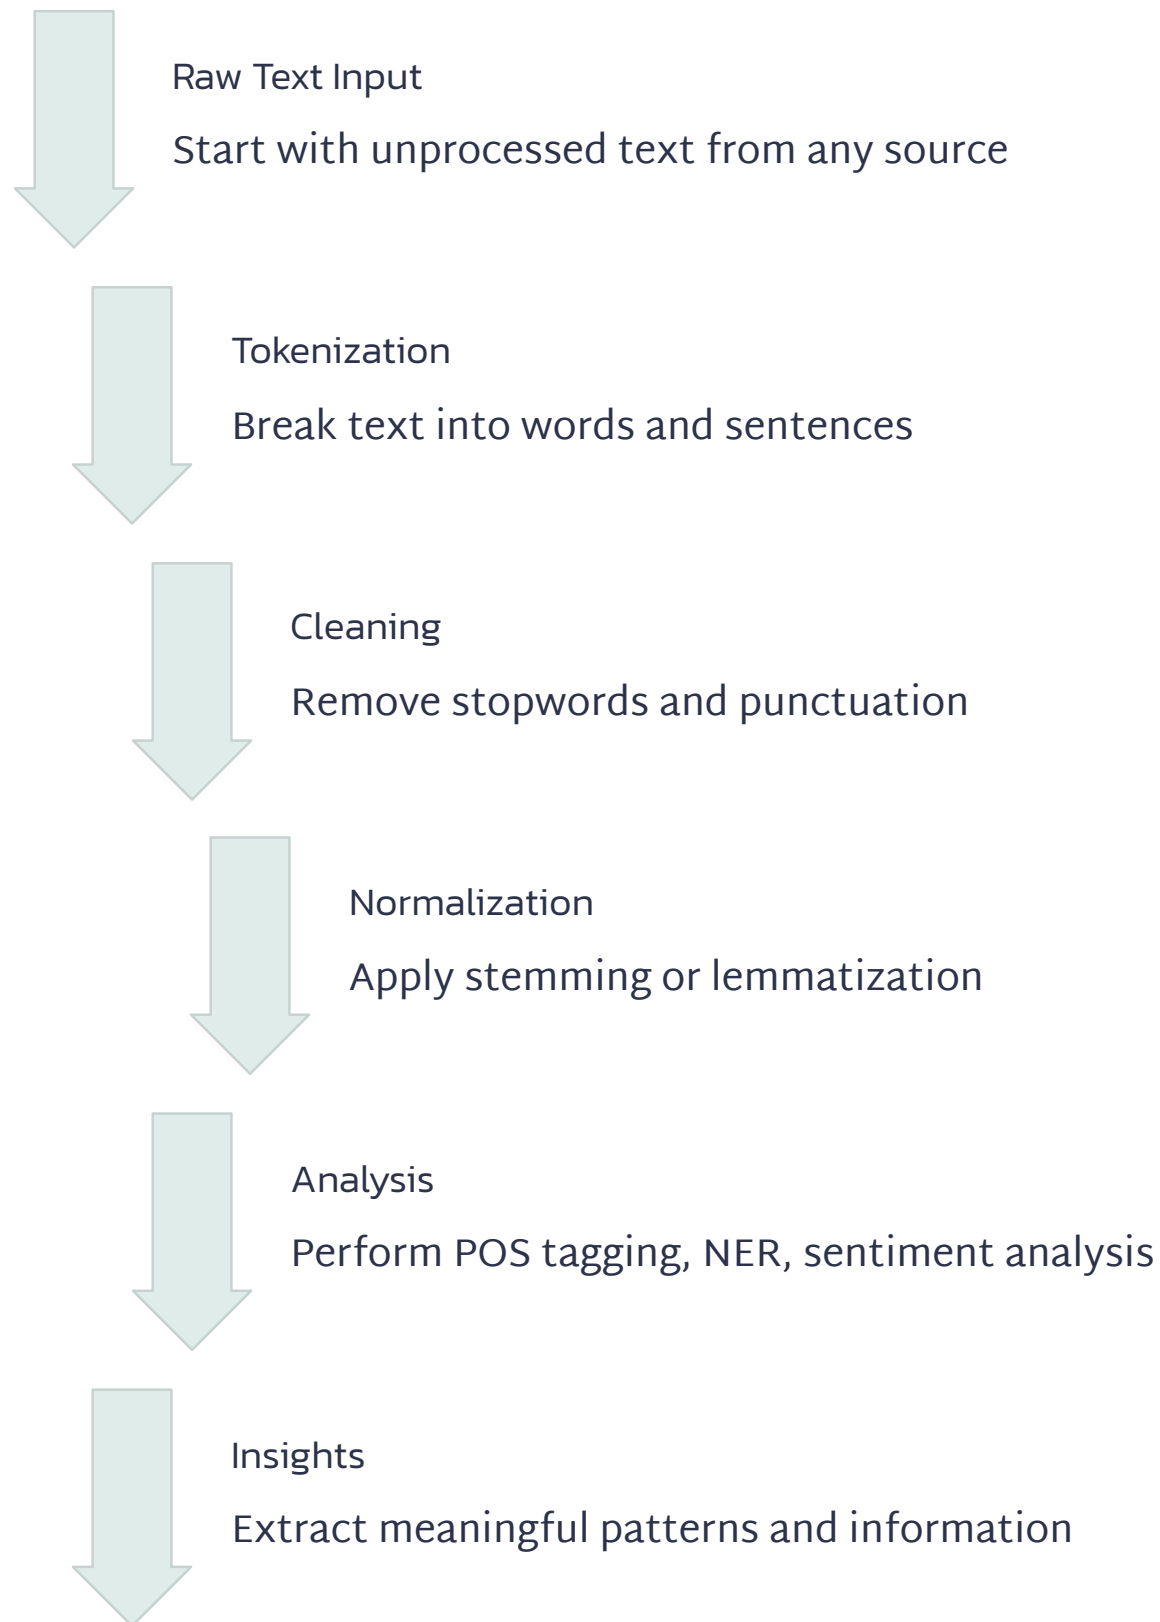 Raw Text Input
Start with unprocessed text from any source
Tokenization
Break text into words and sentences
Cleaning
Remove stopwords and punctuation
Normalization
Apply stemming or lemmatization
Analysis
Perform POS tagging, NER, sentiment analysis
Insights
Extract meaningful patterns and information